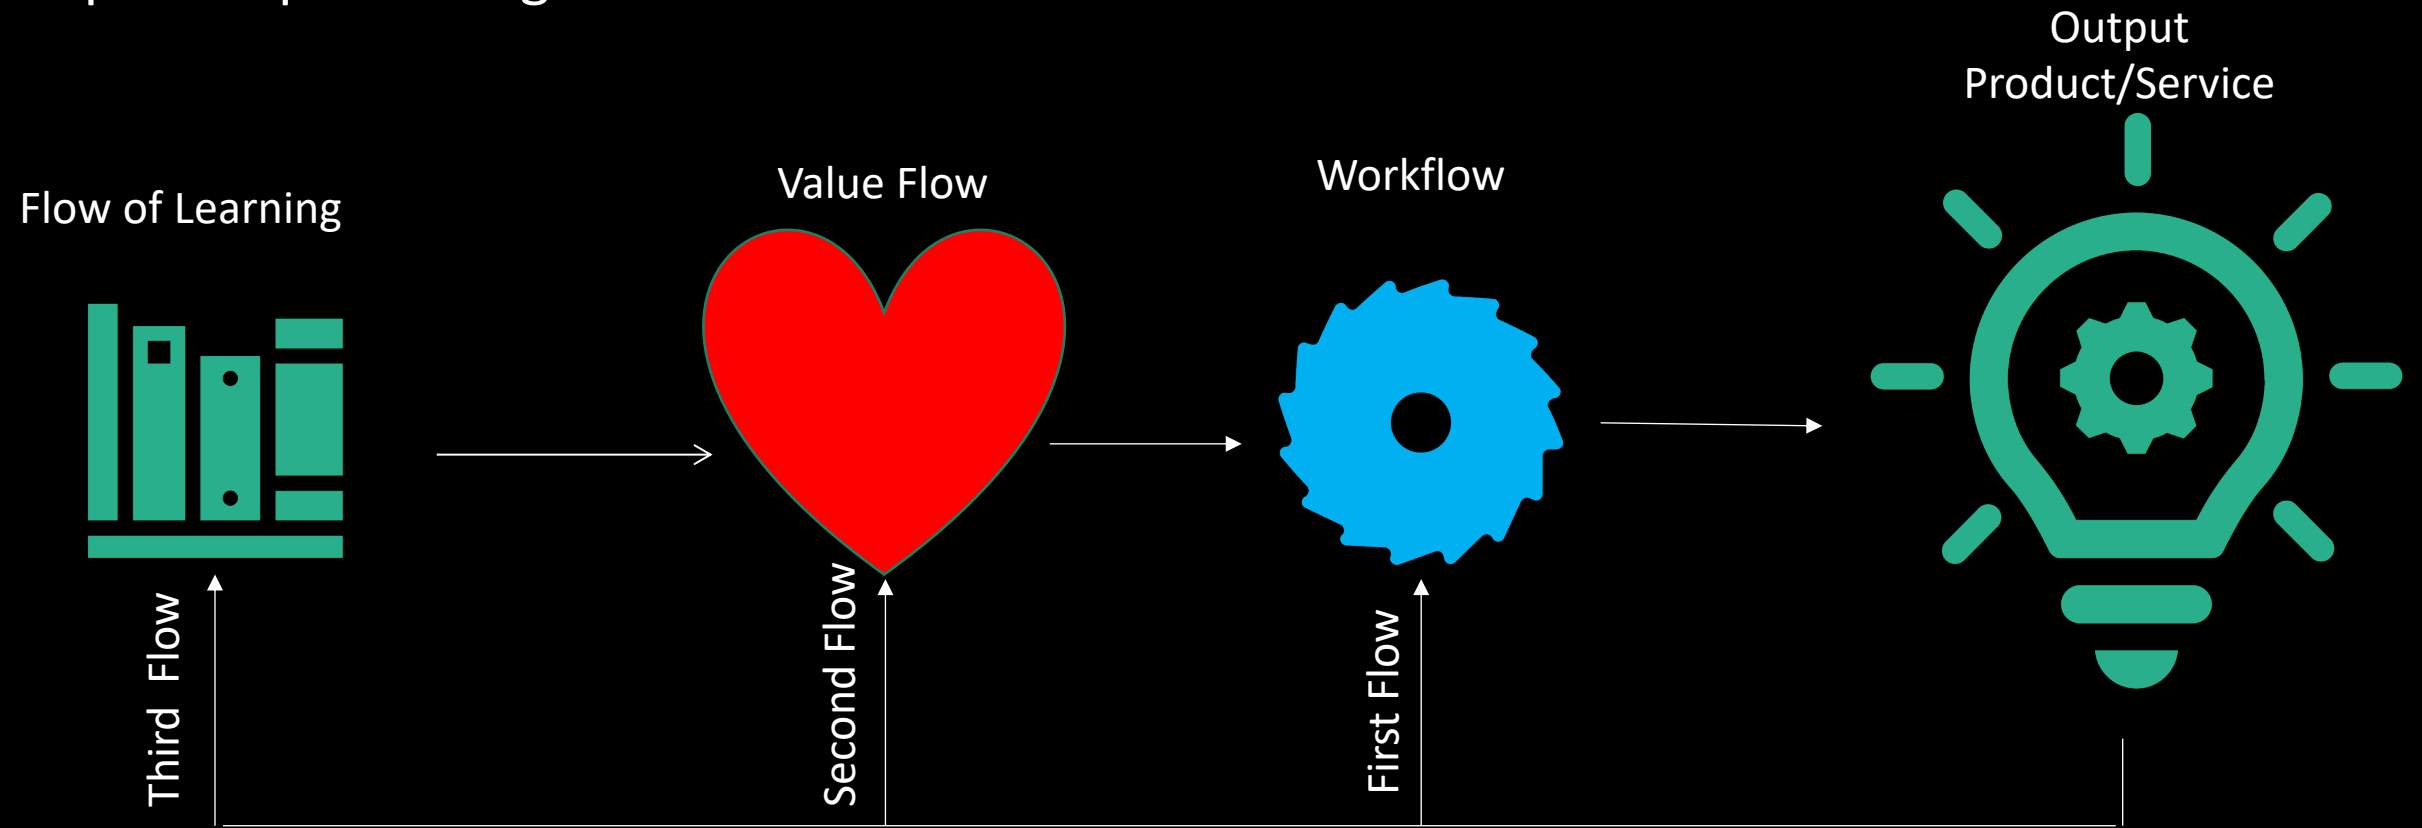 Output
Product/Service
Workflow
Value Flow
Flow of Learning
Third Flow
Second Flow
First Flow